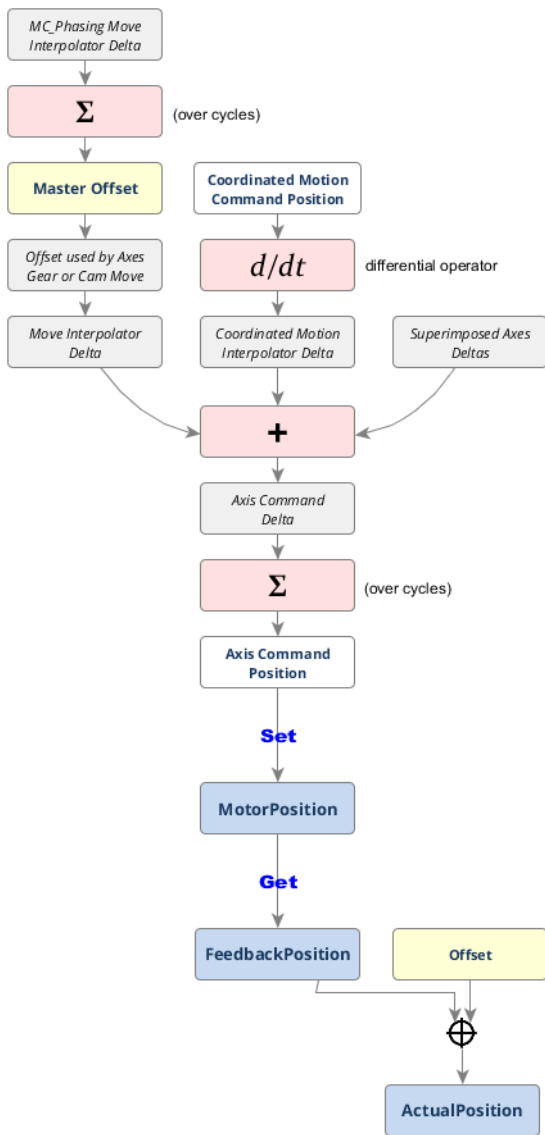 MC_Phasing Move
Interpolator Delta
Σ
(over cycles)
Master Offset
Coordinated Motion
Command Position
Offset used by Axes
Gear or Cam Move
d/dt
differential operator
Move Interpolator
Delta
Coordinated Motion
Interpolator Delta
Superimposed Axes
Deltas
+
Axis Command
Delta
Σ
(over cycles)
Axis Command
Position
Set
MotorPosition
Get
FeedbackPosition
Offset
ActualPosition